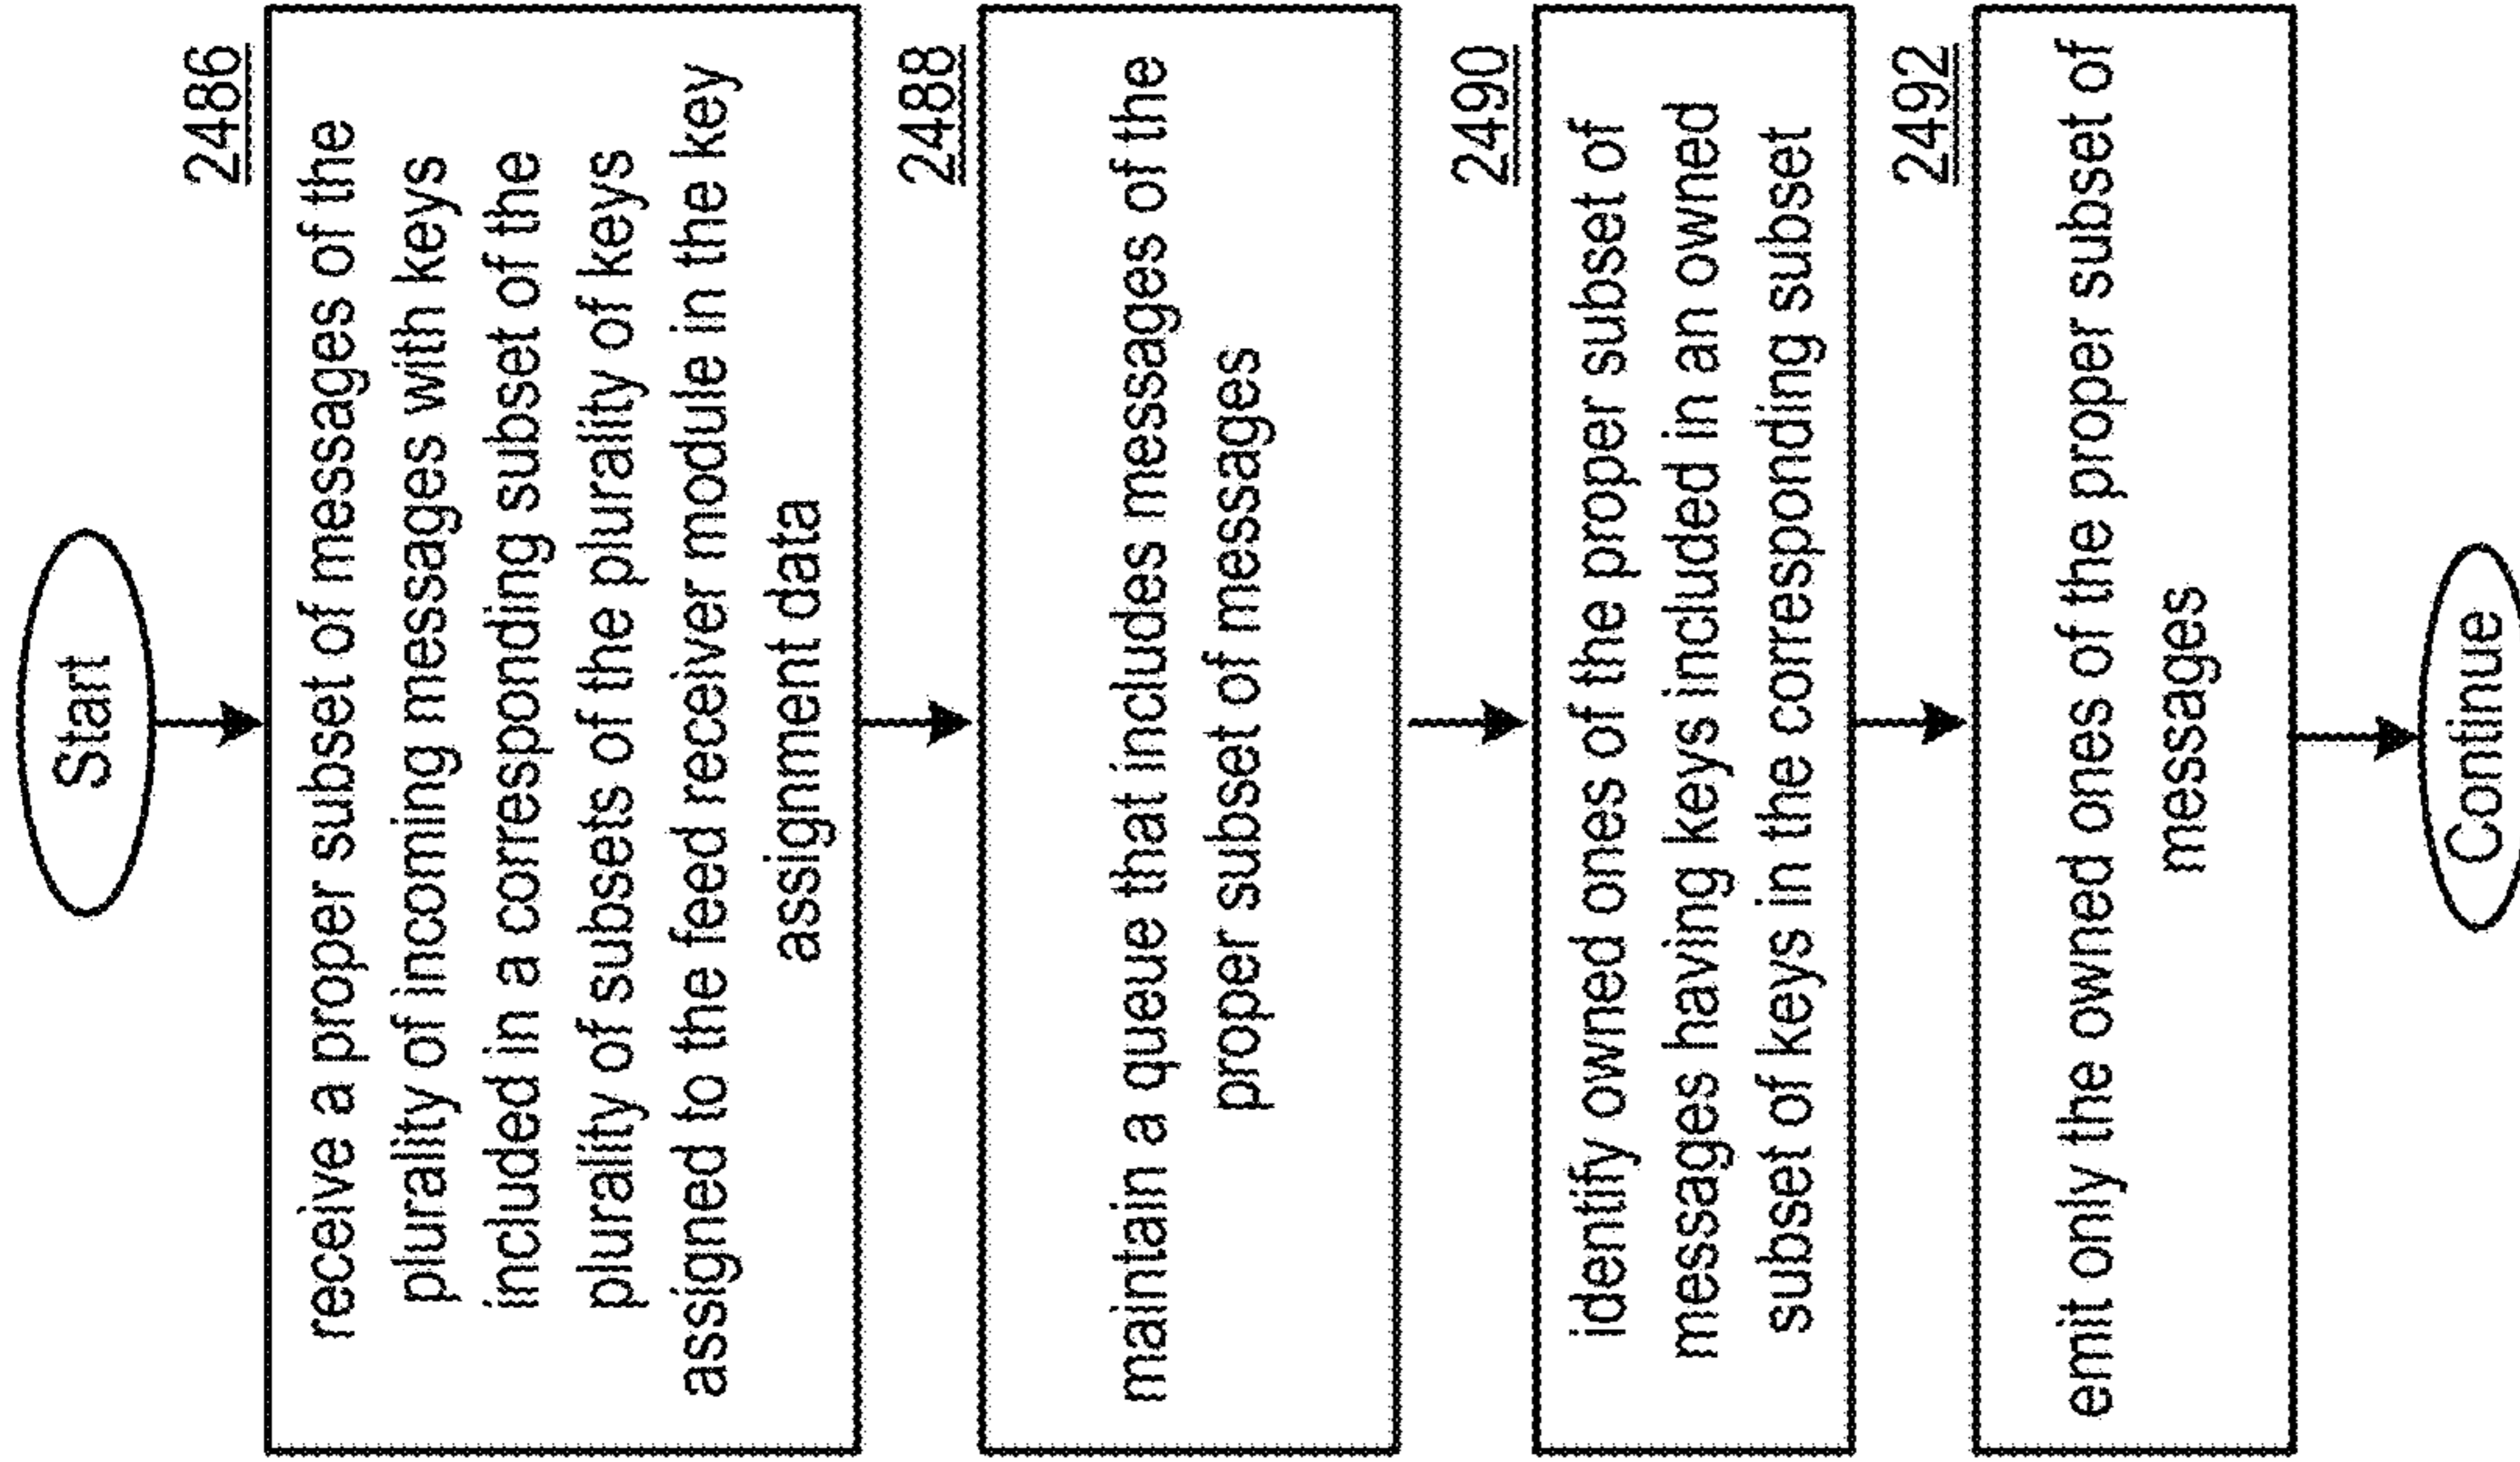 Start
2486
receive a proper subset of messages of the
plurality of incoming messages with keys
included in a corresponding subset of the
plurality of subsets of the plurality of keys
assigned to the feed receiver module in the key
assignment data
2488
maintain a queue that includes messages of the
proper subset of messages
2490
identify owned ones of the proper subset of
messages having keys included in an owned
subset of keys in the corresponding subset
2492
emit only the owned ones of the proper subset of
messages
Continue